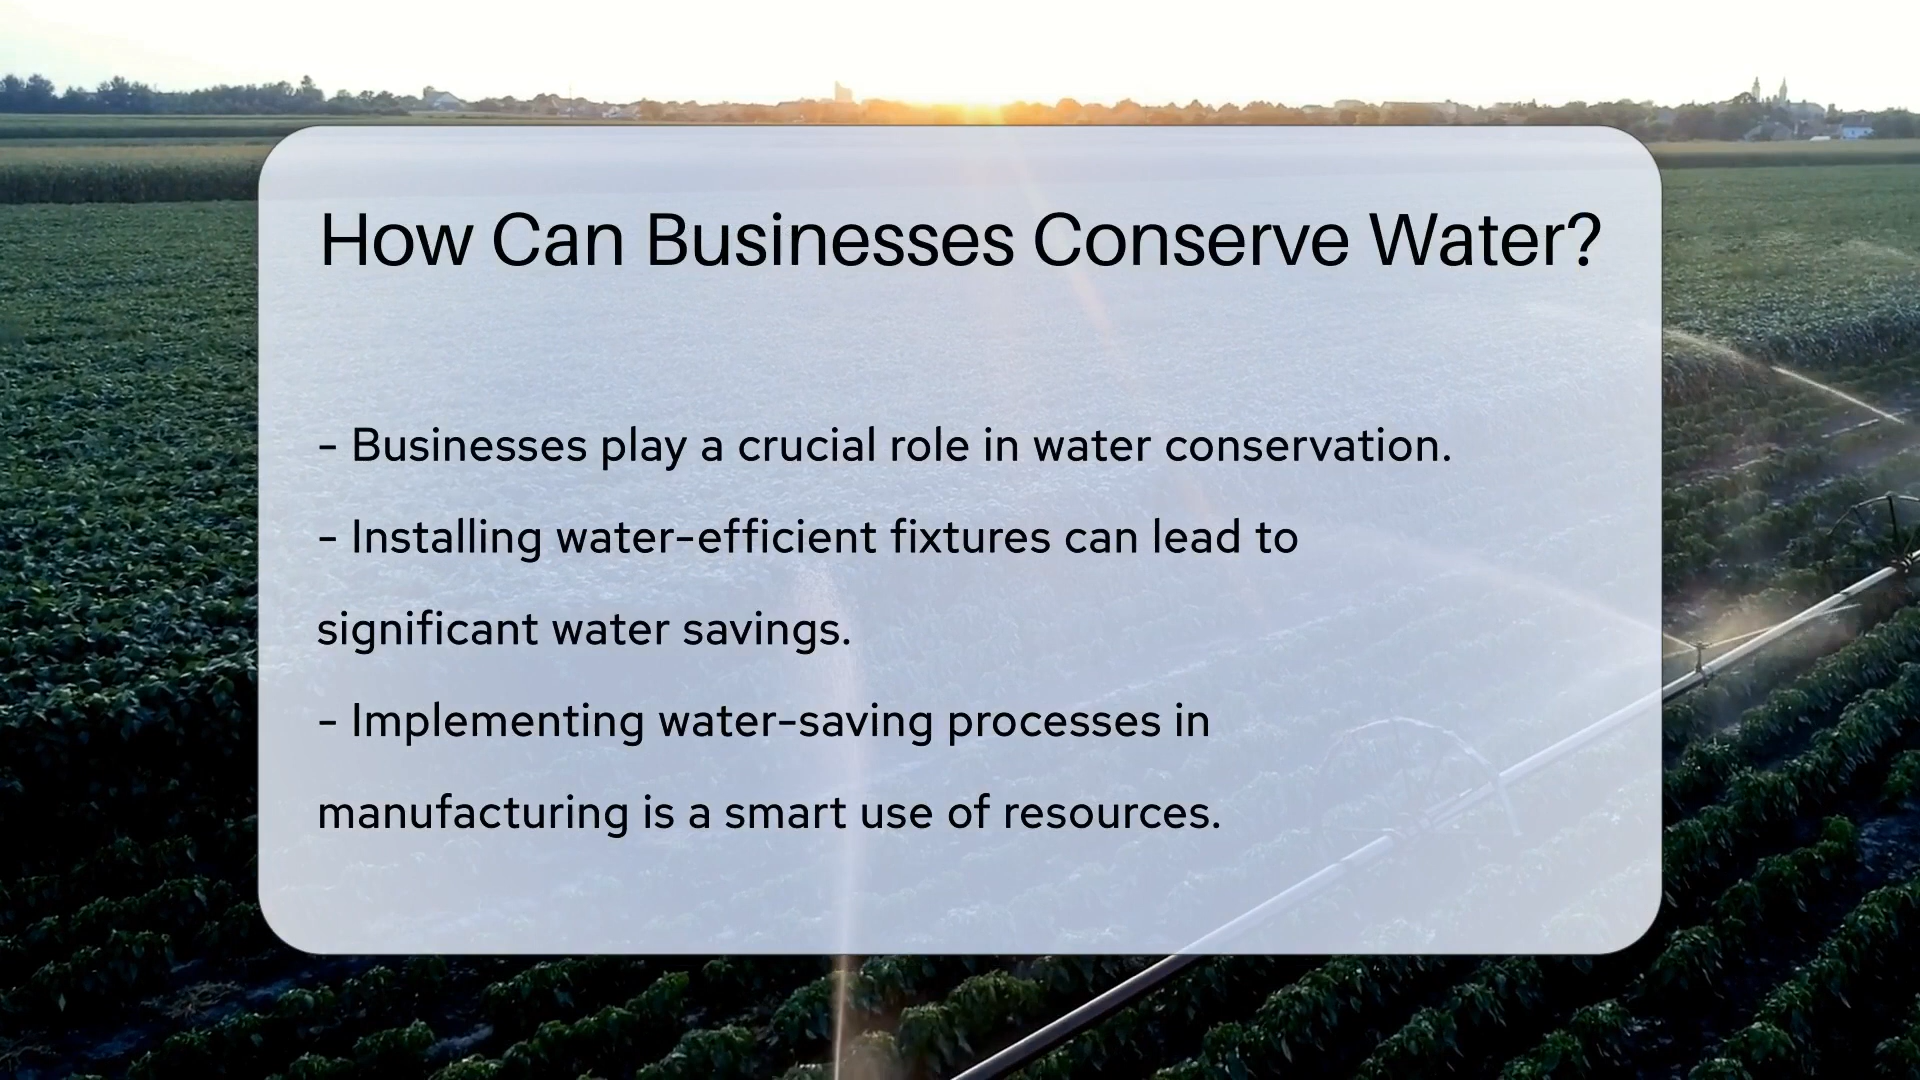 How Can Businesses Conserve Water?
- Businesses play a crucial role in water conservation.
- Installing water-efficient fixtures can lead to
significant water savings.
- Implementing water-saving processes in
manufacturing is a smart use of resources.